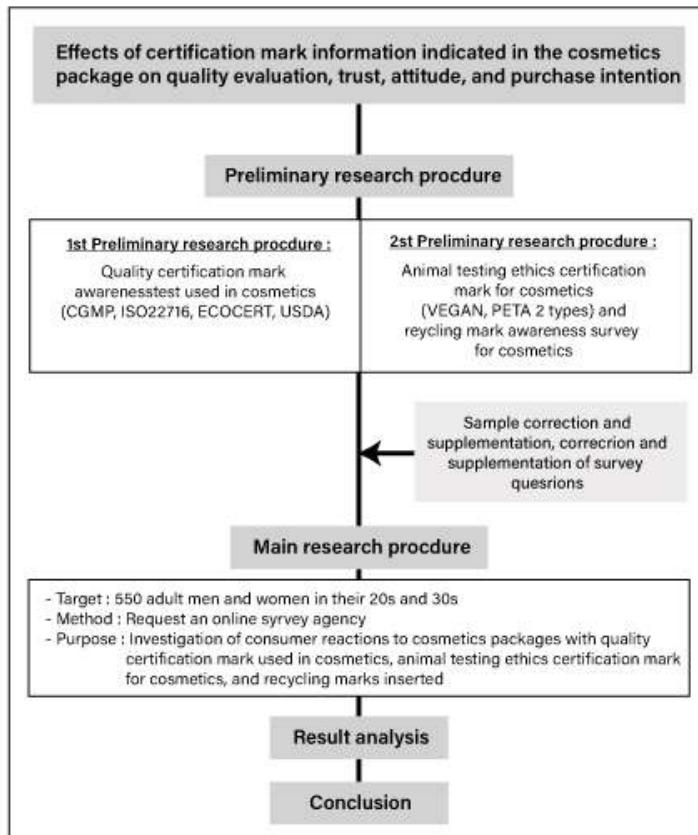 Effects of certification mark information indicated in the cosmetics
package on quality evaluation, trust, attitude, and purchase intention
Preliminary research procdure
1st Preliminary research procdure :
Quality certification mark
awarenesstest used in cosmetics
(CGMP, ISO22716, ECOCERT, USDA)
2st Preliminary research procdure :
Animal testing ethics certification
mark for cosmetics
(VEGAN, PETA 2 types) and
reycling mark awareness survey
for cosmetics
Sample correction and
supplementation, correcrion and
supplementation of survey
quesrions
Main research procdure
- Target : 550 adult men and women in their 20s and 30s
- Method : Request an online syrvey agency
- Purpose : Investigation of consumer reactions to cosmetics packages with quality
certification mark used in cosmetics, animal testing ethics certification mark
for cosmetics, and recycling marks inserted
Result analysis
Conclusion